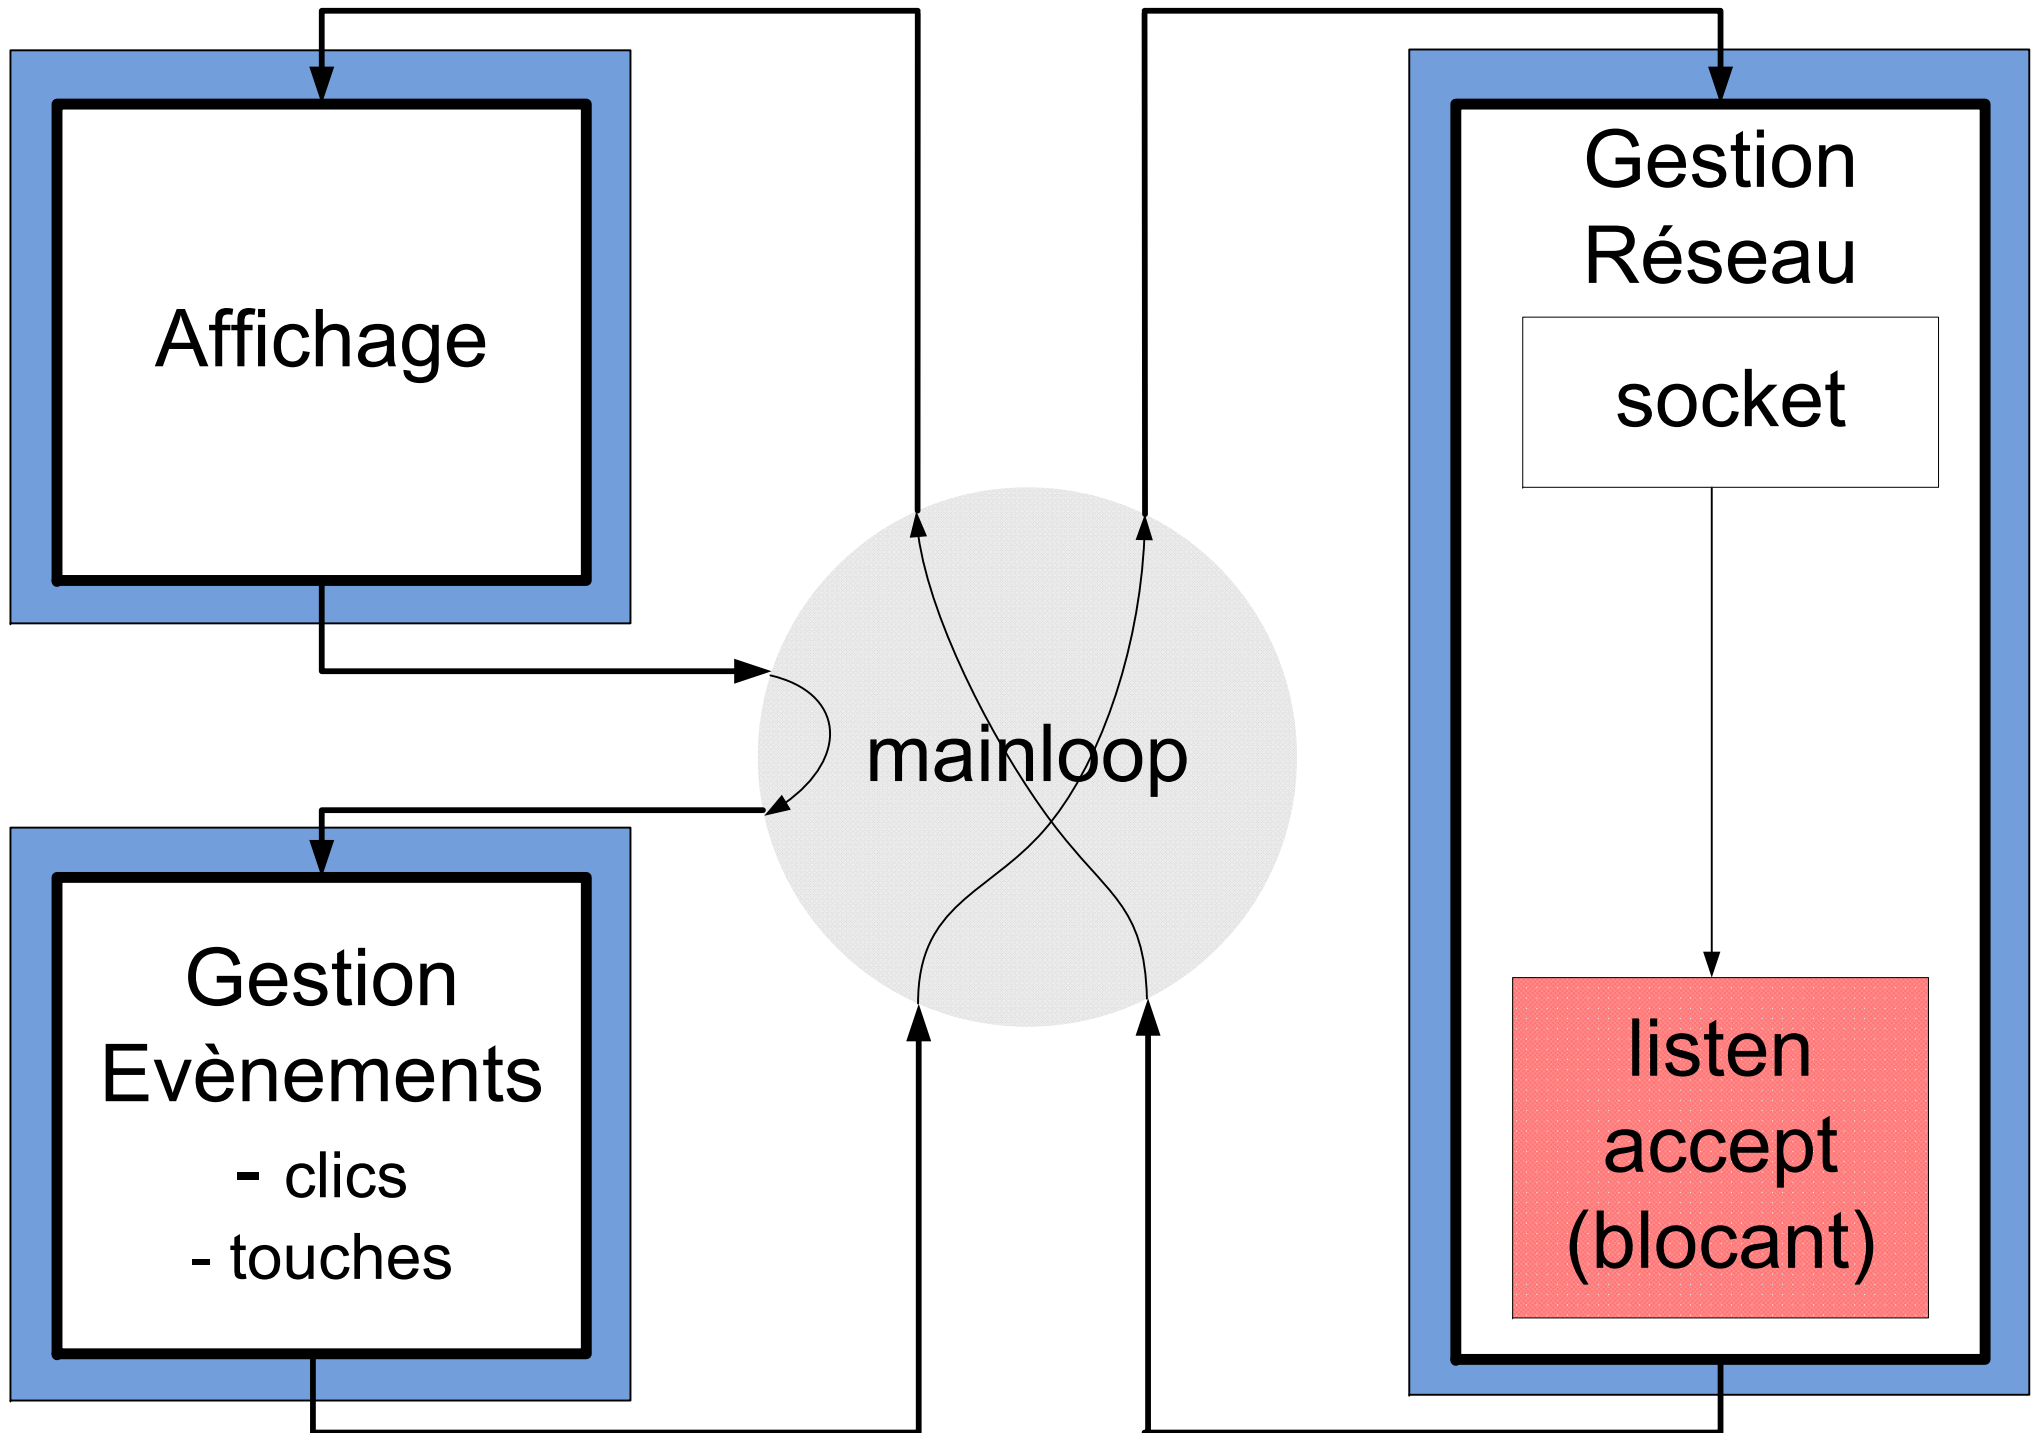 Affichage
Gestion
Evènements
- clics
- touches
mainloop
Gestion
Réseau
socket
listen
accept
(blocant)